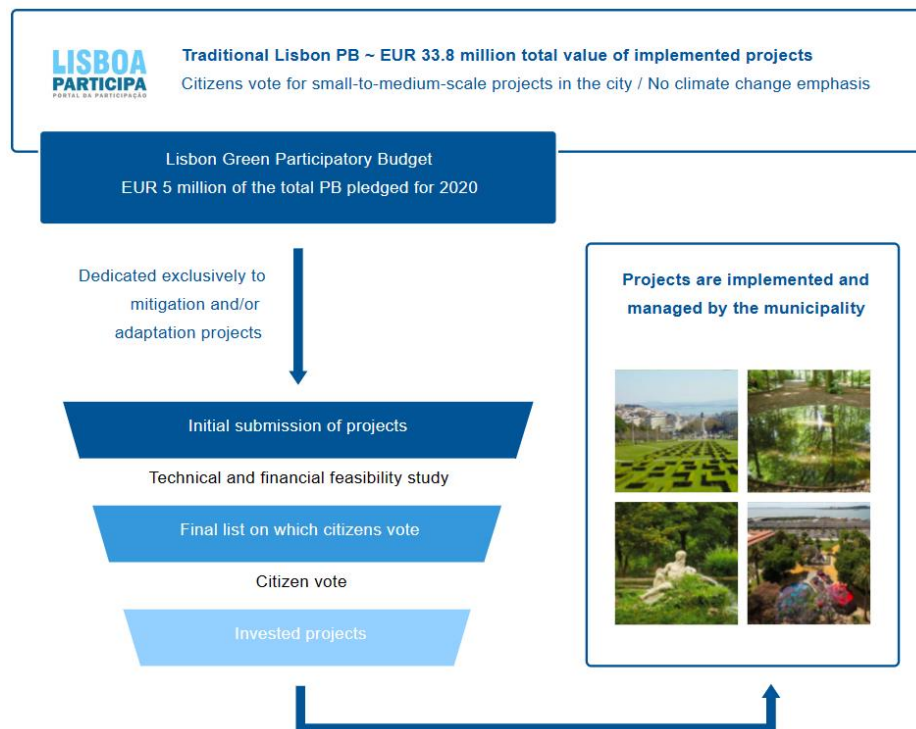 LISBOA
PARTICIPA
PORTAL DA PARTICIPAÇÃO
Traditional Lisbon PB ~ EUR 33.8 million total value of implemented projects
Citizens vote for small-to-medium-scale projects in the city / No climate change emphasis
Lisbon Green Participatory Budget
EUR 5 million of the total PB pledged for 2020
Dedicated exclusively to
mitigation and/or
adaptation projects
Initial submission of projects
Technical and financial feasibility study
Final list on which citizens vote
Citizen vote
Invested projects
Projects are implemented and
managed by the municipality